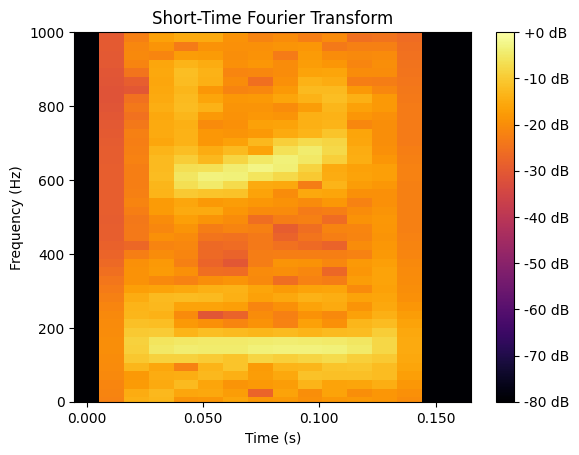 Short-Time Fourier Transform
1000
800
600
400
200
0
Frequency (Hz)
0.000
0.050
0.100
0.150
Time (s)
+0 dB
-10 dB
-20 dB
-30 dB
-40 dB
-50 dB
-60 dB
-70 dB
-80 dB